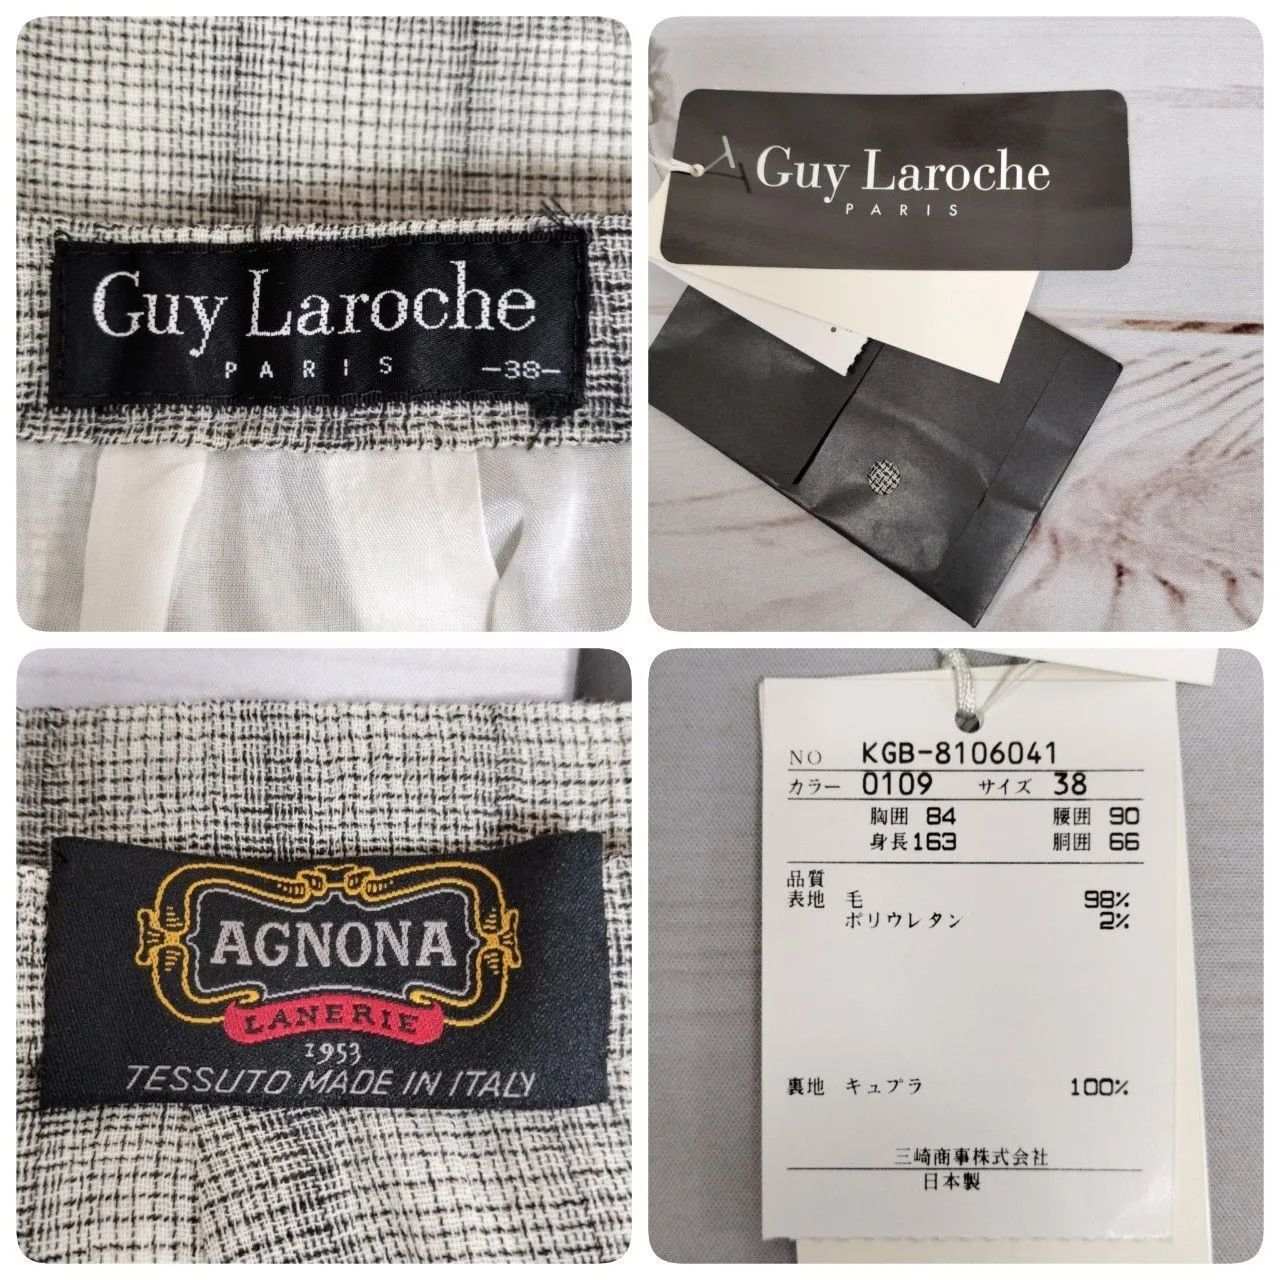 Guy Laroche
PARIS
-38-
Guy Laroche
PARIS
AGNONA
LANERIE
1953
TESSUTO MADE IN ITALY
NO KGB-8106041
カラー 0109 サイズ 38
胸囲 84 腰囲 90
身長 163 胴囲 66
品質
表地 毛 98%
ポリウレタン 2%
裏地 キュプラ 100%
三崎商事株式会社
日本製